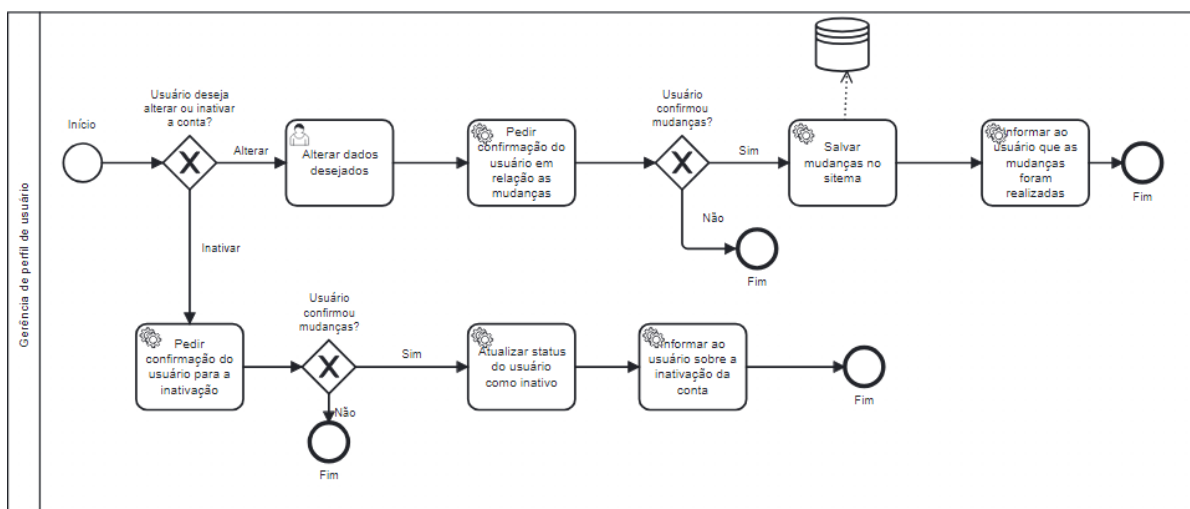 Gerência de perfil de usuário
Início
Usuário deseja
alterar ou inativar
a conta?
Alterar
Alterar dados
desejados
Pedir
confirmação do
usuário em
relação as
mudanças
Usuário
confirmou
mudanças?
Sim
Salvar
mudanças no
sitema
Informar ao
usuário que as
mudanças
foram
realizadas
Fim
Não
Fim
Inativar
Pedir
confirmação do
usuário para a
inativação
Usuário
confirmou
mudanças?
Sim
Atualizar status
do usuário
como inativo
Informar ao
usuário sobre a
inativação da
conta
Fim
Não
Fim